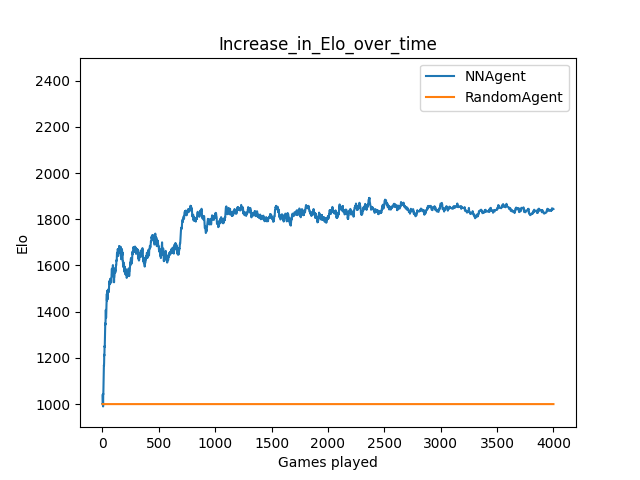 Increase_in_Elo_over_time
NNAgent
RandomAgent
2400
2200
2000
1800
1600
1400
1200
1000
Elo
0 500 1000 1500 2000 2500 3000 3500 4000
Games played